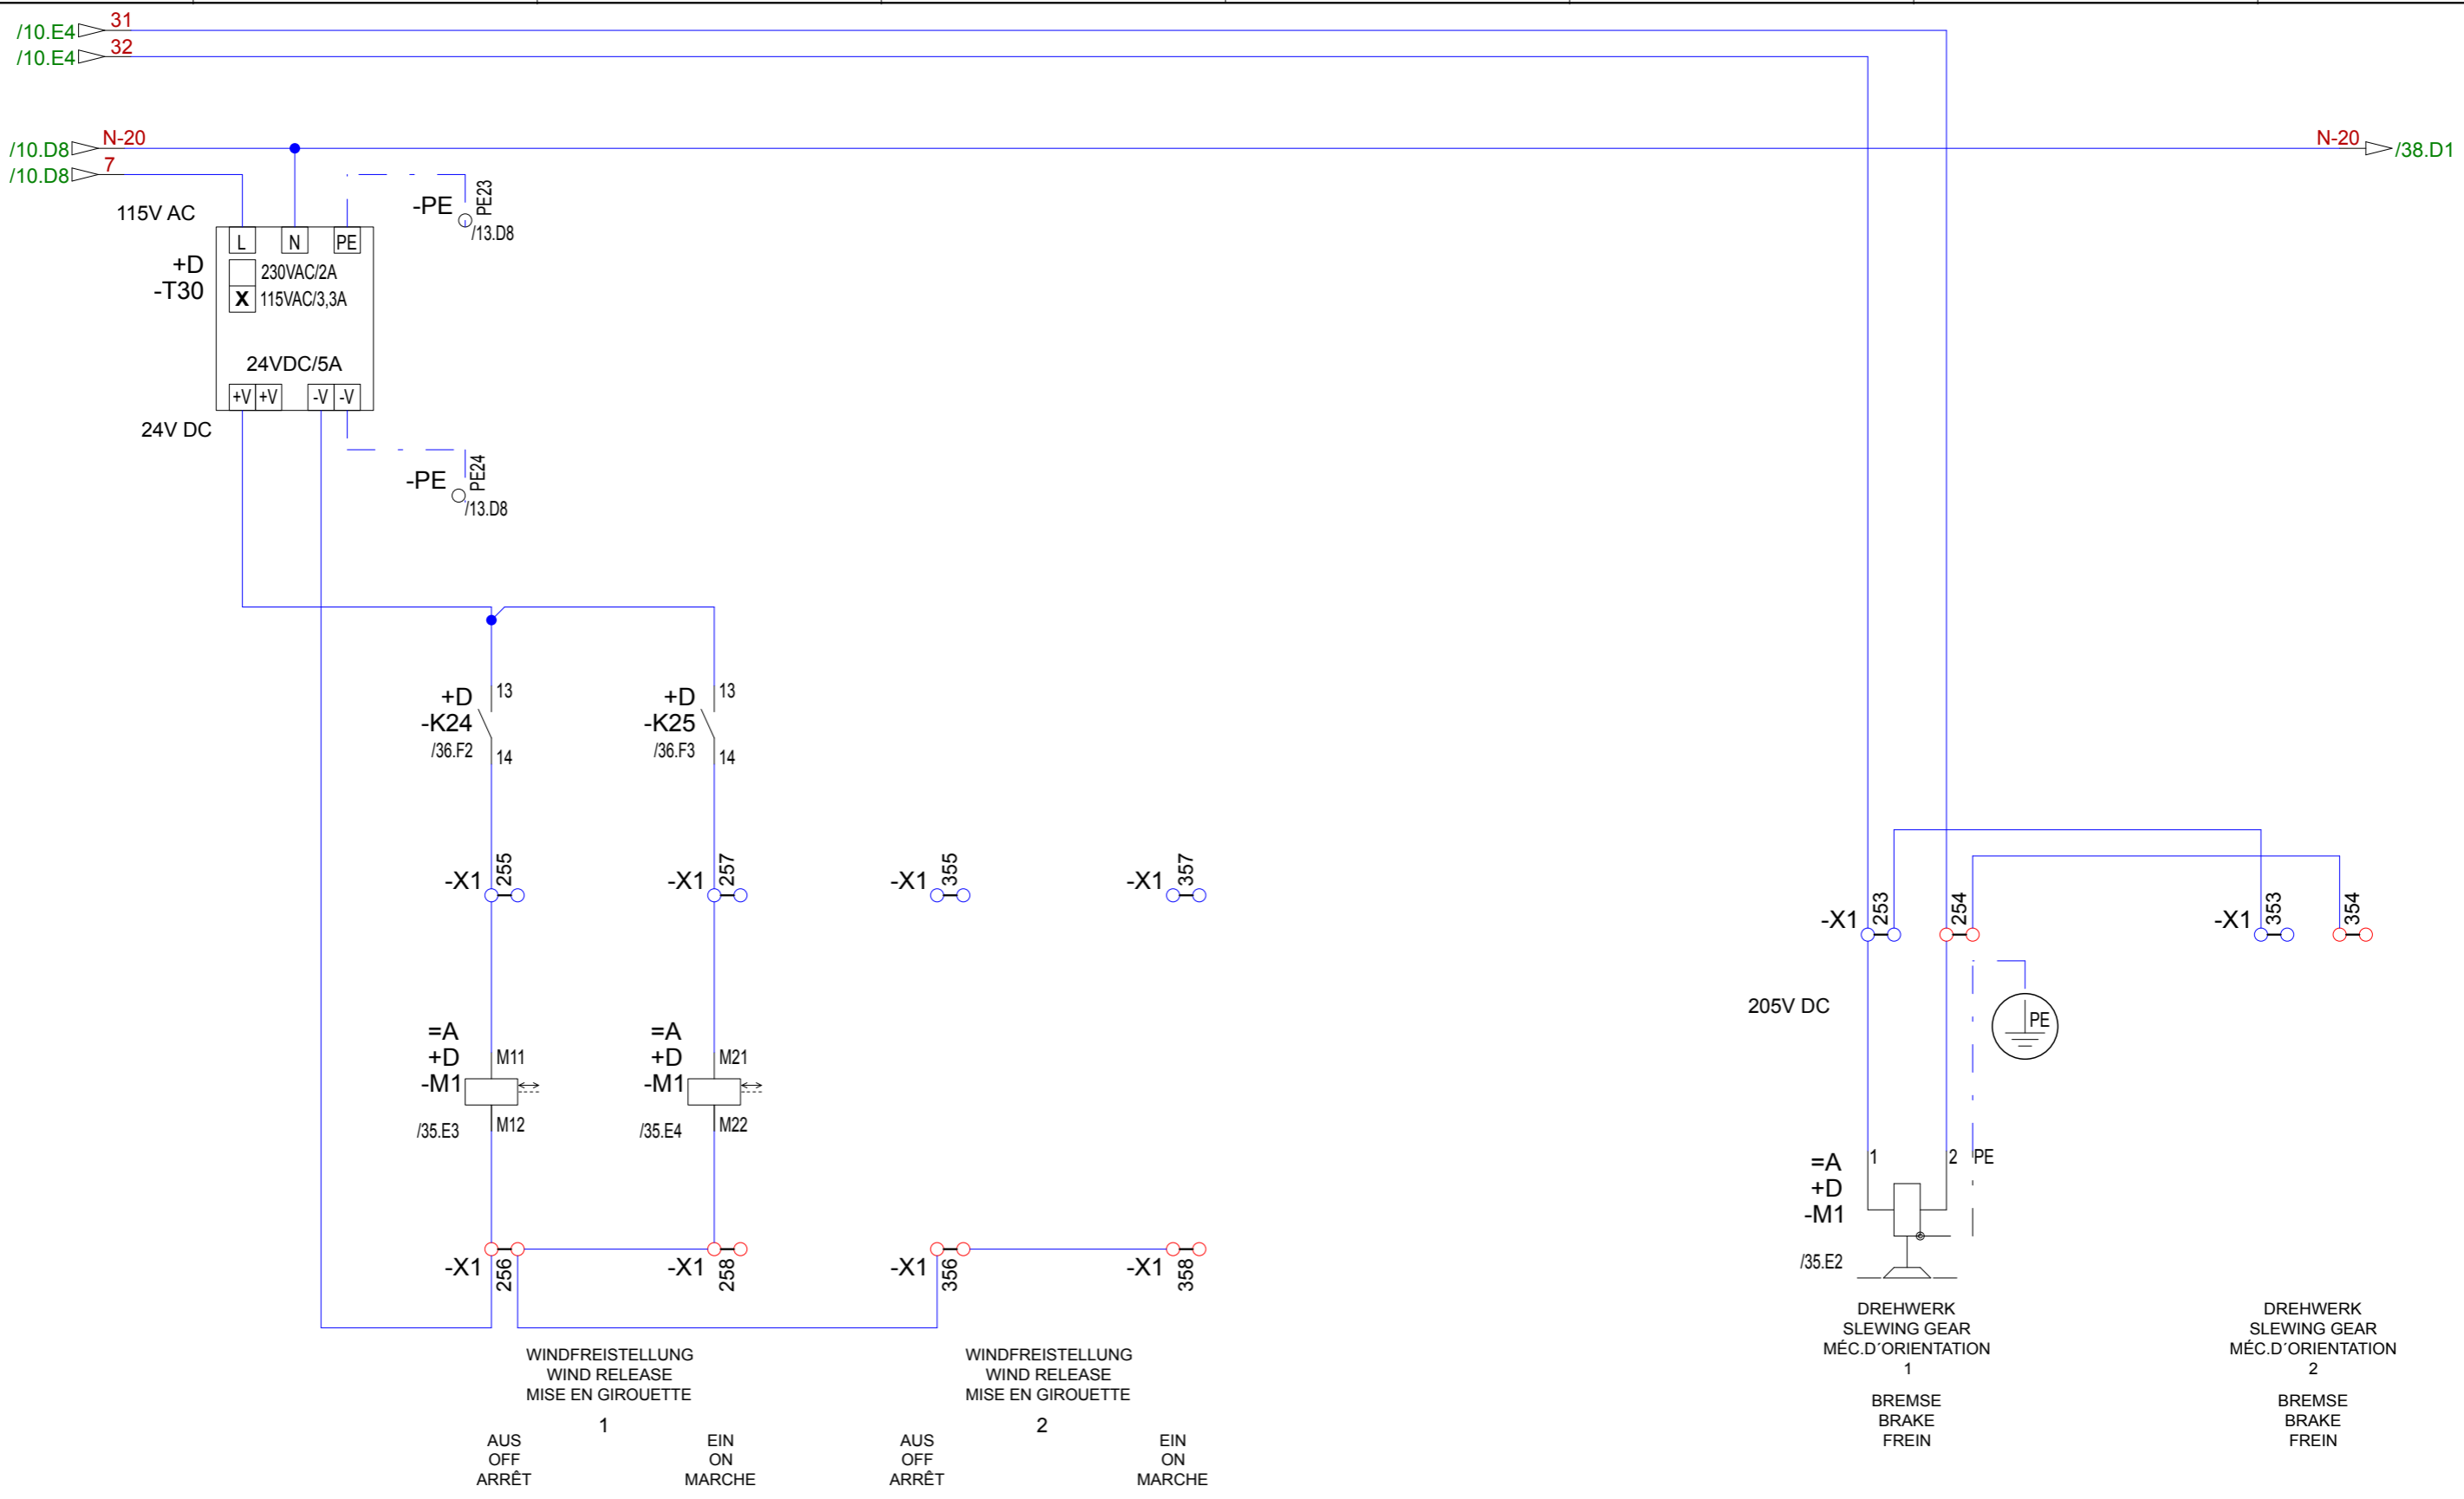 31
/10.E4
32
/10.E4
N-20
/10.D8
7
/10.D8
N-20
/38.D1
115V AC
-PE
PE23
/13.D8
L
N
PE
+D
-T30
230VAC/2A
X 115VAC/3,3A
24VDC/5A
+V +V -V -V
24V DC
-PE
PE24
/13.D8
+D
-K24
/36.F2
13
14
+D
-K25
/36.F3
13
14
-X1
255
-X1
257
-X1
355
-X1
357
-X1
253
254
-X1
353
354
205V DC
PE
=A
+D
-M1
/35.E3
M11
M12
=A
+D
-M1
/35.E4
M21
M22
=A
+D
-M1
/35.E2
1
2
PE
-X1
256
-X1
258
-X1
356
-X1
358
WINDFREISTELLUNG
WIND RELEASE
MISE EN GIROUETTE
1
AUS
OFF
ARRÊT
EIN
ON
MARCHE
WINDFREISTELLUNG
WIND RELEASE
MISE EN GIROUETTE
2
AUS
OFF
ARRÊT
EIN
ON
MARCHE
DREHWERK
SLEWING GEAR
MÉC.D´ORIENTATION
1
BREMSE
BRAKE
FREIN
DREHWERK
SLEWING GEAR
MÉC.D´ORIENTATION
2
BREMSE
BRAKE
FREIN